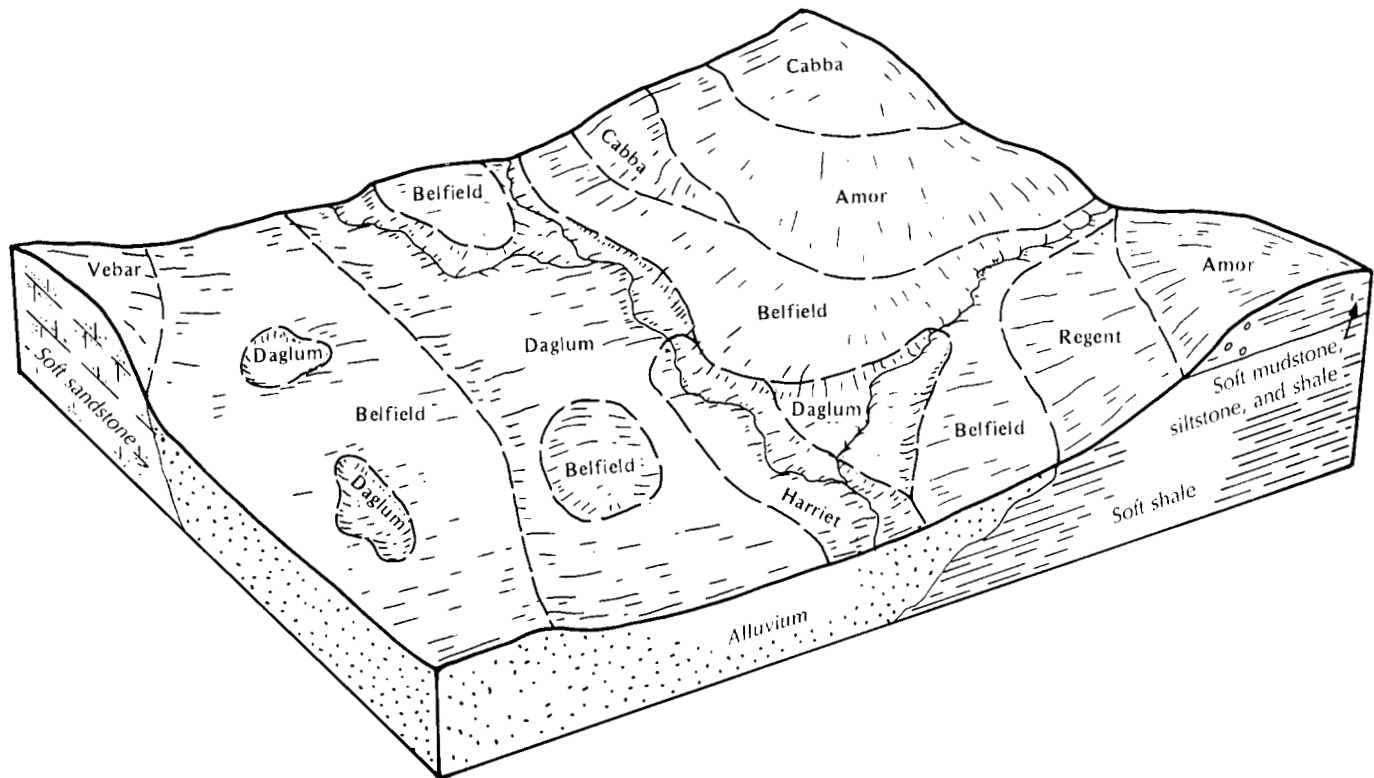 Cabba
Cabba
Belfield
Amor
Vebar
Amor
Belfield
Daglum
Daglum
Regent
Soft sandstone
Soft mudstone,
siltstone, and shale
Belfield
Daglum
Belfield
Belfield
Daglum
Harriet
Soft shale
Alluvium